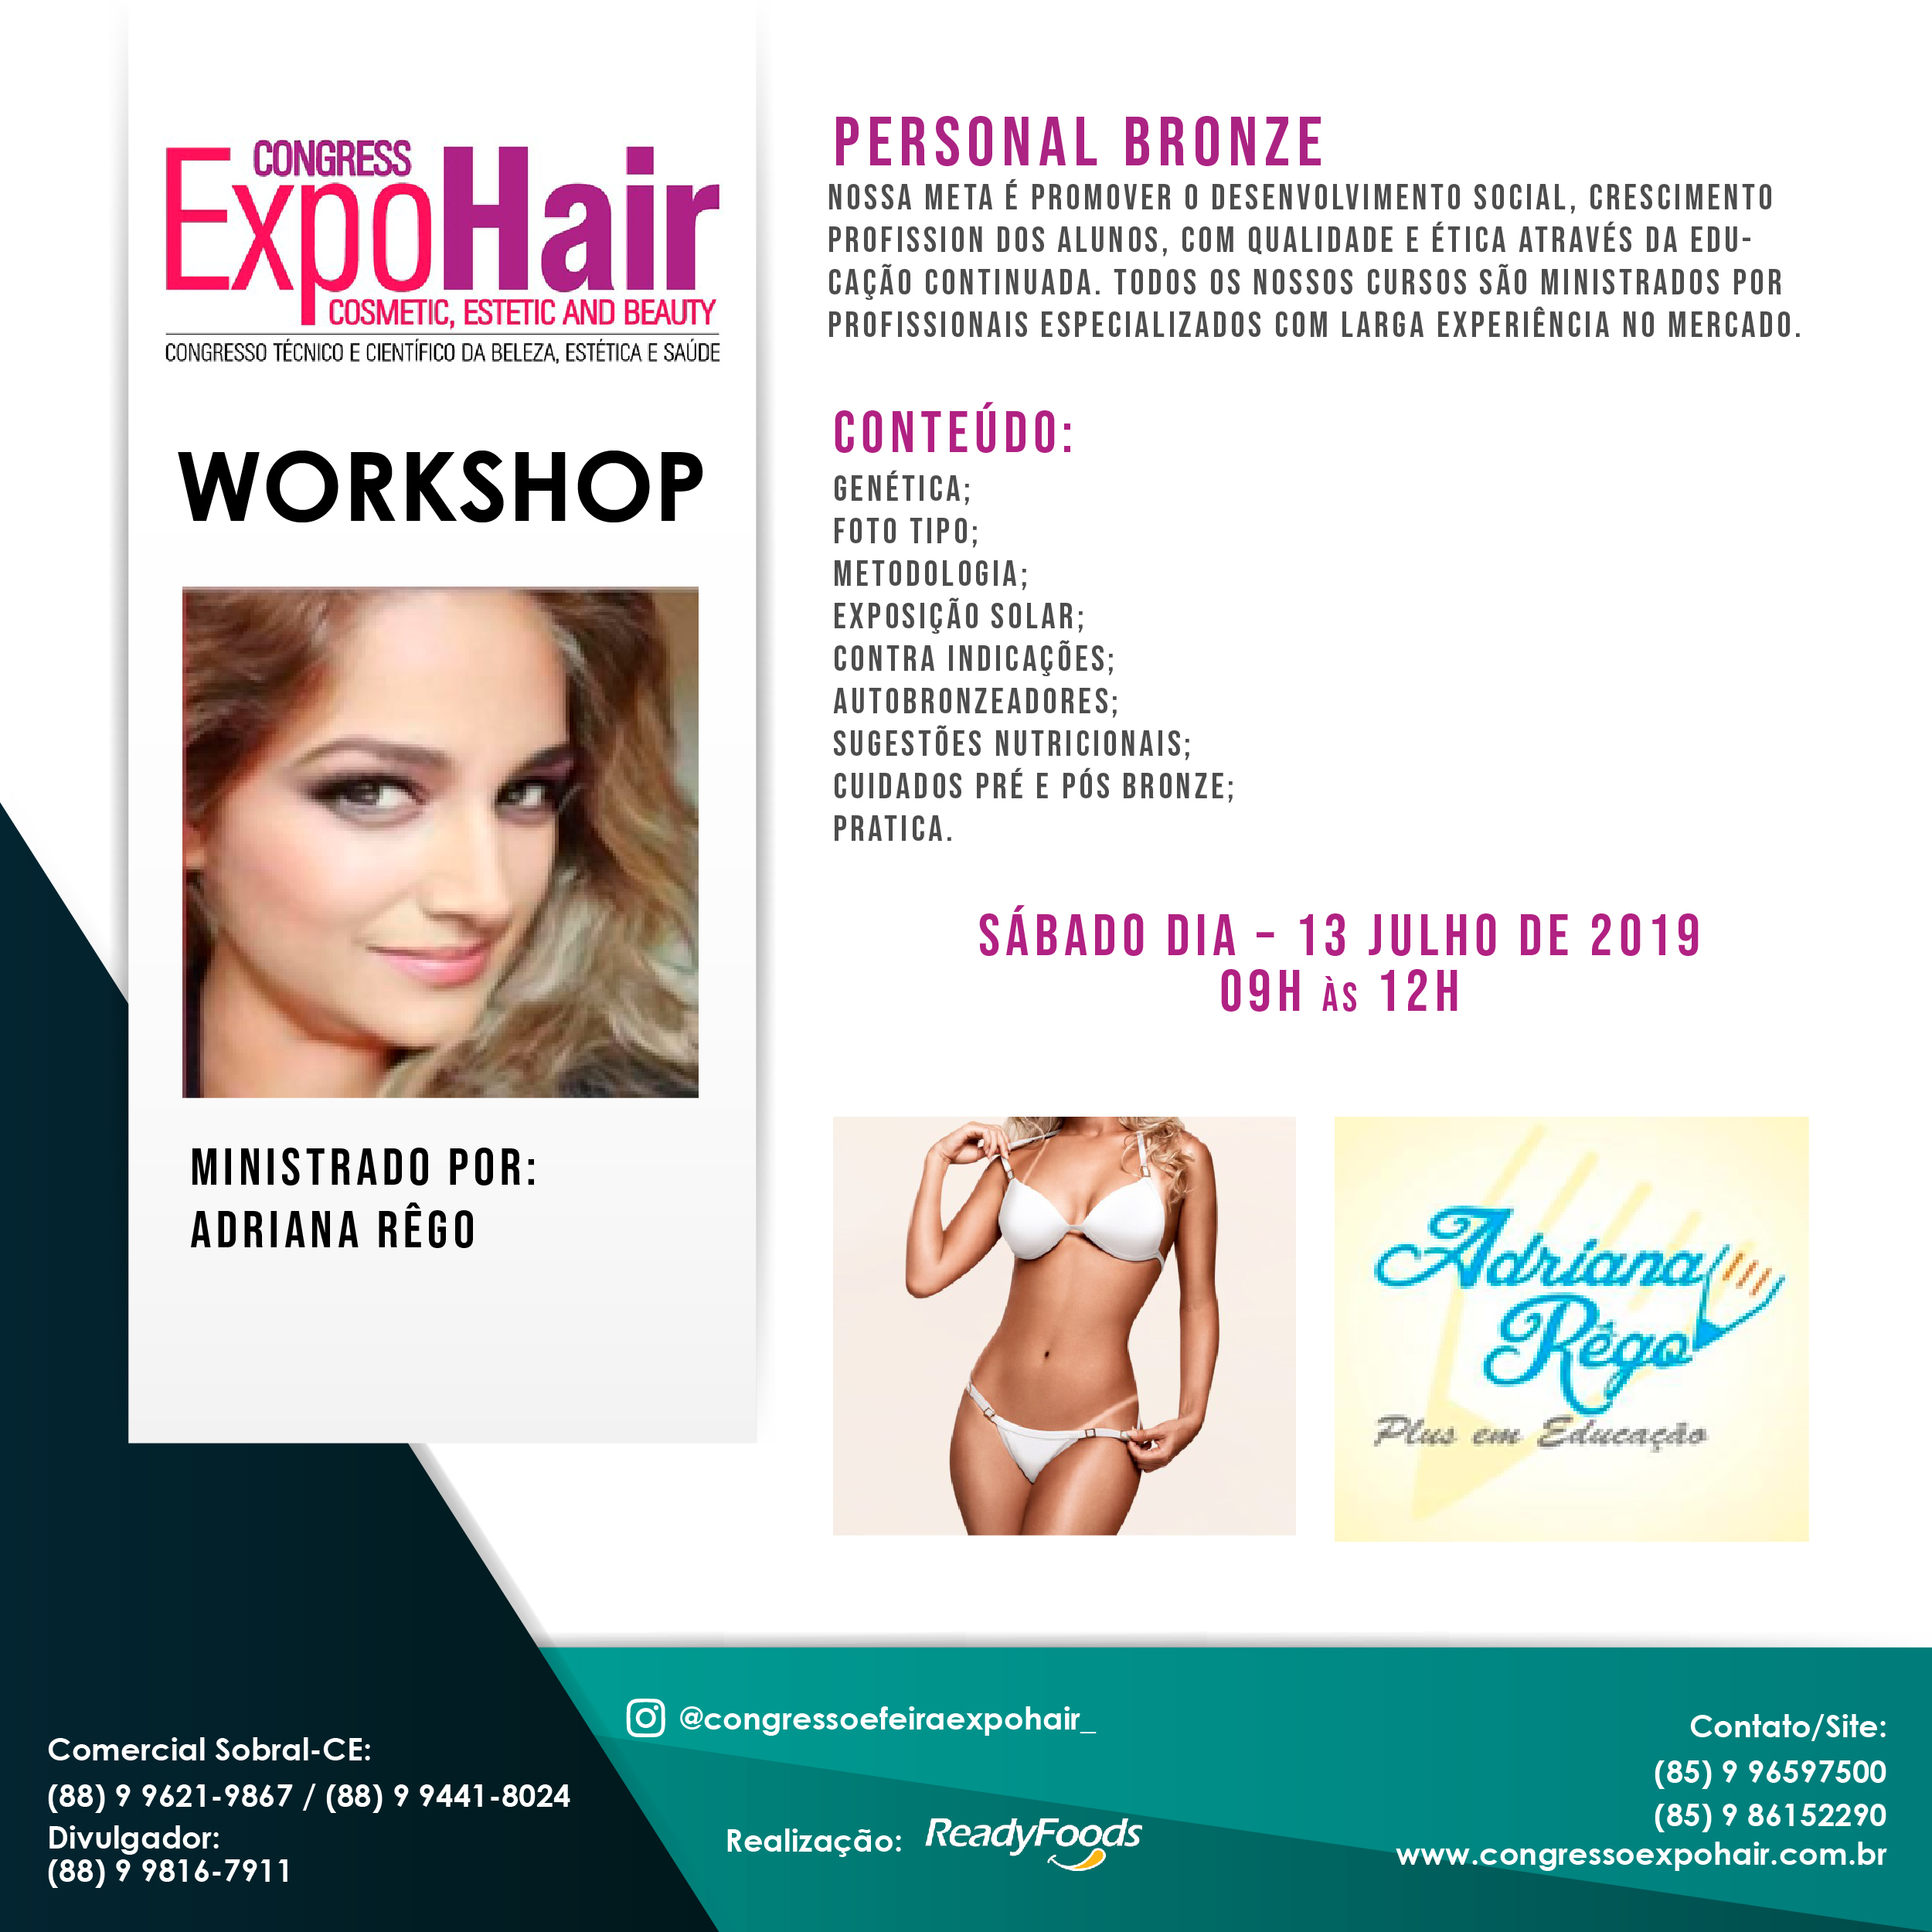 CONGRESS
ExpoHair
COSMETIC, ESTETIC AND BEAUTY
CONGRESSO TÉCNICO E CIENTÍFICO DA BELEZA, ESTÉTICA E SAÚDE
WORKSHOP
MINISTRADO POR:
ADRIANA RÊGO
PERSONAL BRONZE
NOSSA META É PROMOVER O DESENVOLVIMENTO SOCIAL, CRESCIMENTO
PROFISSION DOS ALUNOS, COM QUALIDADE E ÉTICA ATRAVÉS DA EDU-
CAÇÃO CONTINUADA. TODOS OS NOSSOS CURSOS SÃO MINISTRADOS POR
PROFISSIONAIS ESPECIALIZADOS COM LARGA EXPERIÊNCIA NO MERCADO.
CONTEÚDO:
GENÉTICA;
FOTO TIPO;
METODOLOGIA;
EXPOSIÇÃO SOLAR;
CONTRA INDICAÇÕES;
AUTOBRONZEADORES;
SUGESTÕES NUTRICIONAIS;
CUIDADOS PRÉ E PÓS BRONZE;
PRATICA.
SÁBADO DIA – 13 JULHO DE 2019
09H ÀS 12H
Adriana
Rêgo
Plus em Educação
Comercial Sobral-CE:
(88) 9 9621-9867 / (88) 9 9441-8024
Divulgador:
(88) 9 9816-7911
@congressoefeiraexpohair_
Realização: ReadyFoods
Contato/Site:
(85) 9 96597500
(85) 9 86152290
www.congressoexpohair.com.br